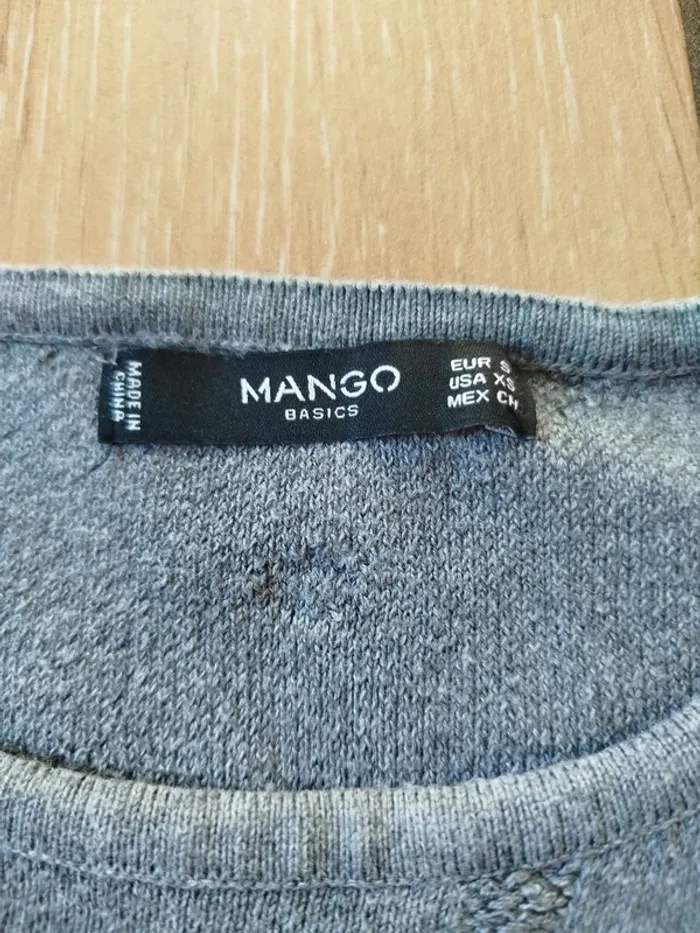 MADE IN
CHINA
MANGO
BASICS
EUR S
USA XS
MEX CH